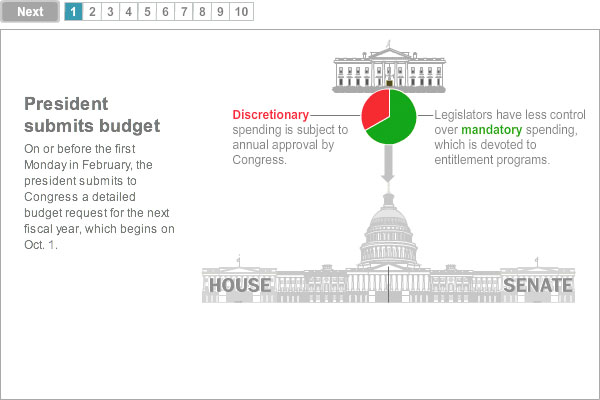 Next 1 2 3 4 5 6 7 8 9 10
President
submits budget
On or before the first
Monday in February, the
president submits to
Congress a detailed
budget request for the next
fiscal year, which begins on
Oct. 1.
Discretionary
spending is subject to
annual approval by
Congress.
Legislators have less control
over mandatory spending,
which is devoted to
entitlement programs.
HOUSE SENATE